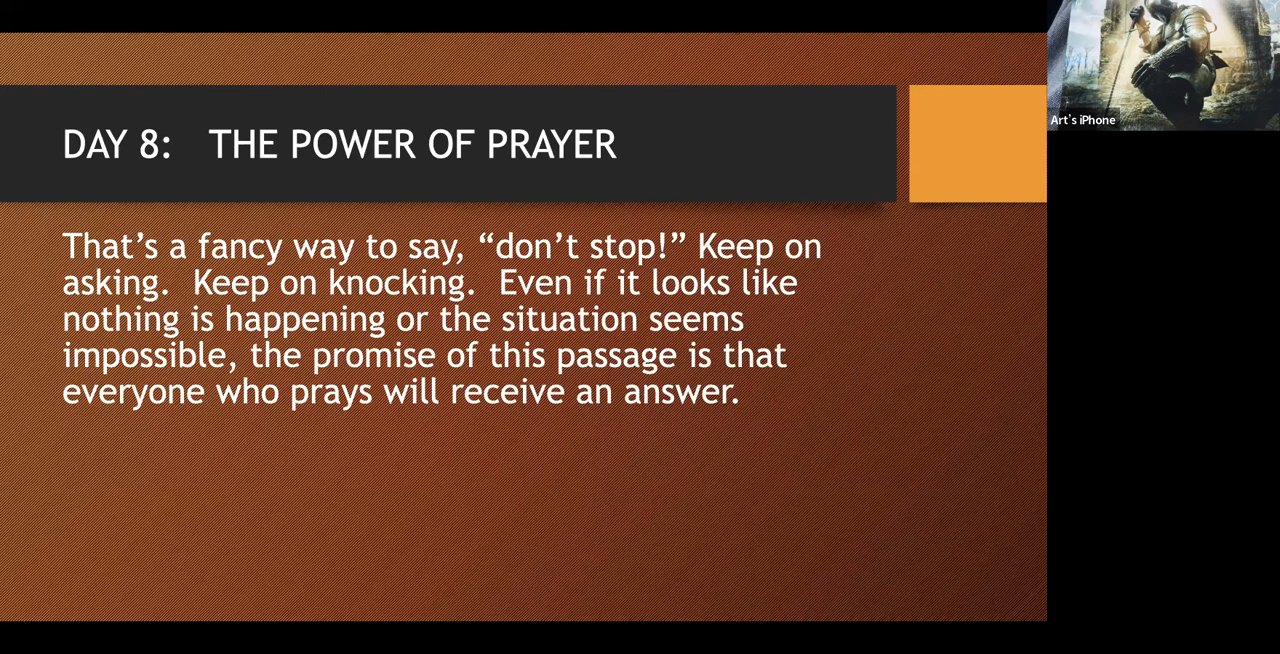 DAY 8: THE POWER OF PRAYER
That’s a fancy way to say, “don’t stop!” Keep on
asking. Keep on knocking. Even if it looks like
nothing is happening or the situation seems
impossible, the promise of this passage is that
everyone who prays will receive an answer.
Art's iPhone